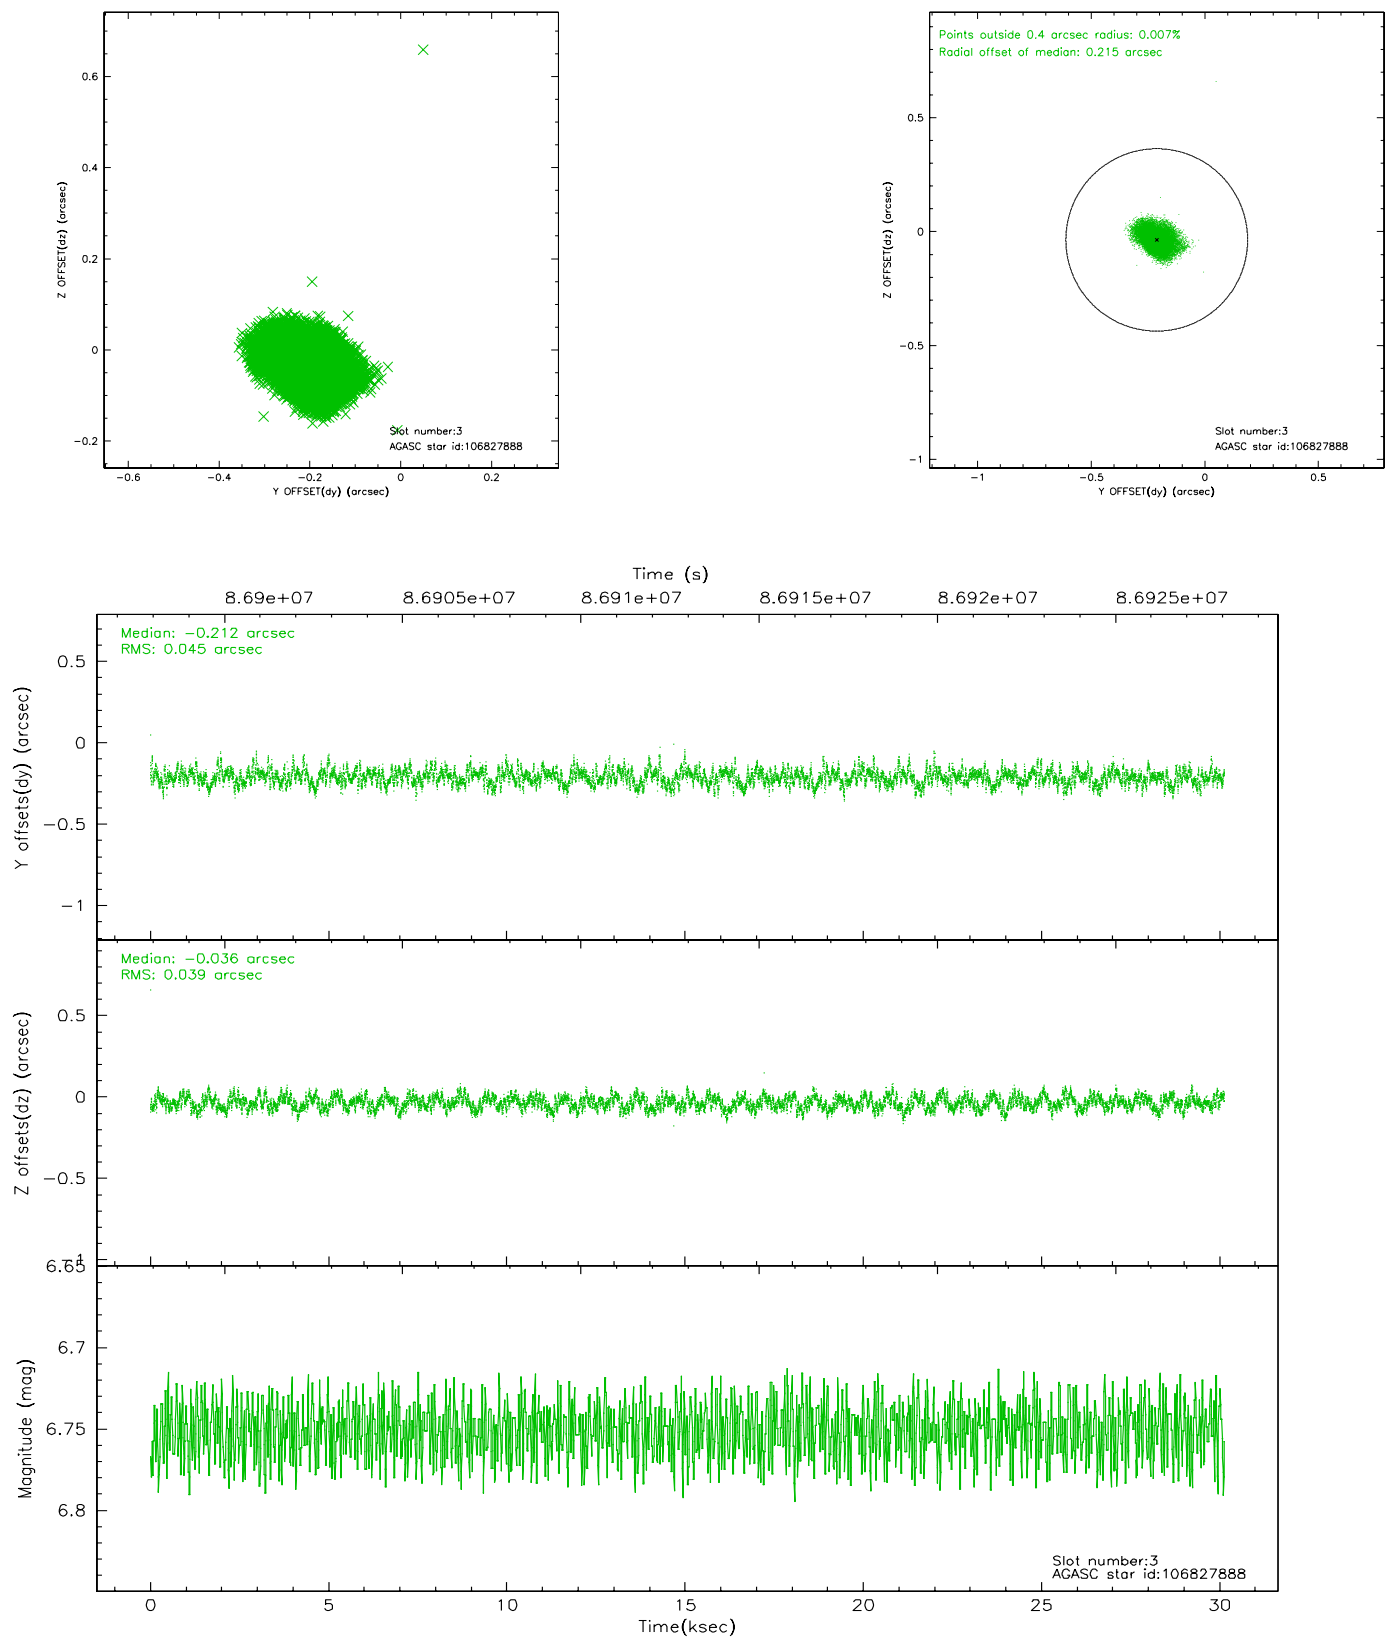 0.6
0.4
0.2
0
−0.2
Z OFFSET(dz) (arcsec)
Slot number:3
AGASC star id:106827888
−0.6 −0.4 −0.2 0 0.2
Y OFFSET(dy) (arcsec)
Points outside 0.4 arcsec radius: 0.007%
Radial offset of median: 0.215 arcsec
0.5
0
−0.5
−1
Z OFFSET(dz) (arcsec)
Slot number:3
AGASC star id:106827888
−1 −0.5 0 0.5
Y OFFSET(dy) (arcsec)
Time (s)
8.69e+07 8.6905e+07 8.691e+07 8.6915e+07 8.692e+07 8.6925e+07
Median: −0.212 arcsec
RMS: 0.045 arcsec
0.5
0
−0.5
−1
Y offsets(dy) (arcsec)
Median: −0.036 arcsec
RMS: 0.039 arcsec
0.5
0
−0.5
−1
Z offsets(dz) (arcsec)
6.65
6.7
6.75
6.8
Magnitude (mag)
Slot number:3
AGASC star id:106827888
0 5 10 15 20 25 30
Time(ksec)